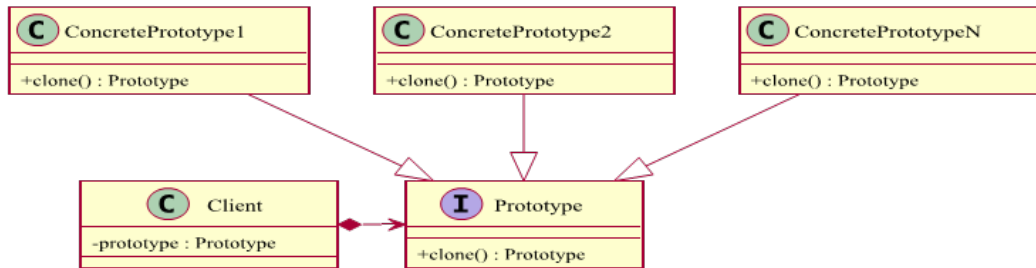 C ConcretePrototype1
+clone() : Prototype
C ConcretePrototype2
+clone() : Prototype
C ConcretePrototypeN
+clone() : Prototype
C Client
-prototype : Prototype
I Prototype
+clone() : Prototype